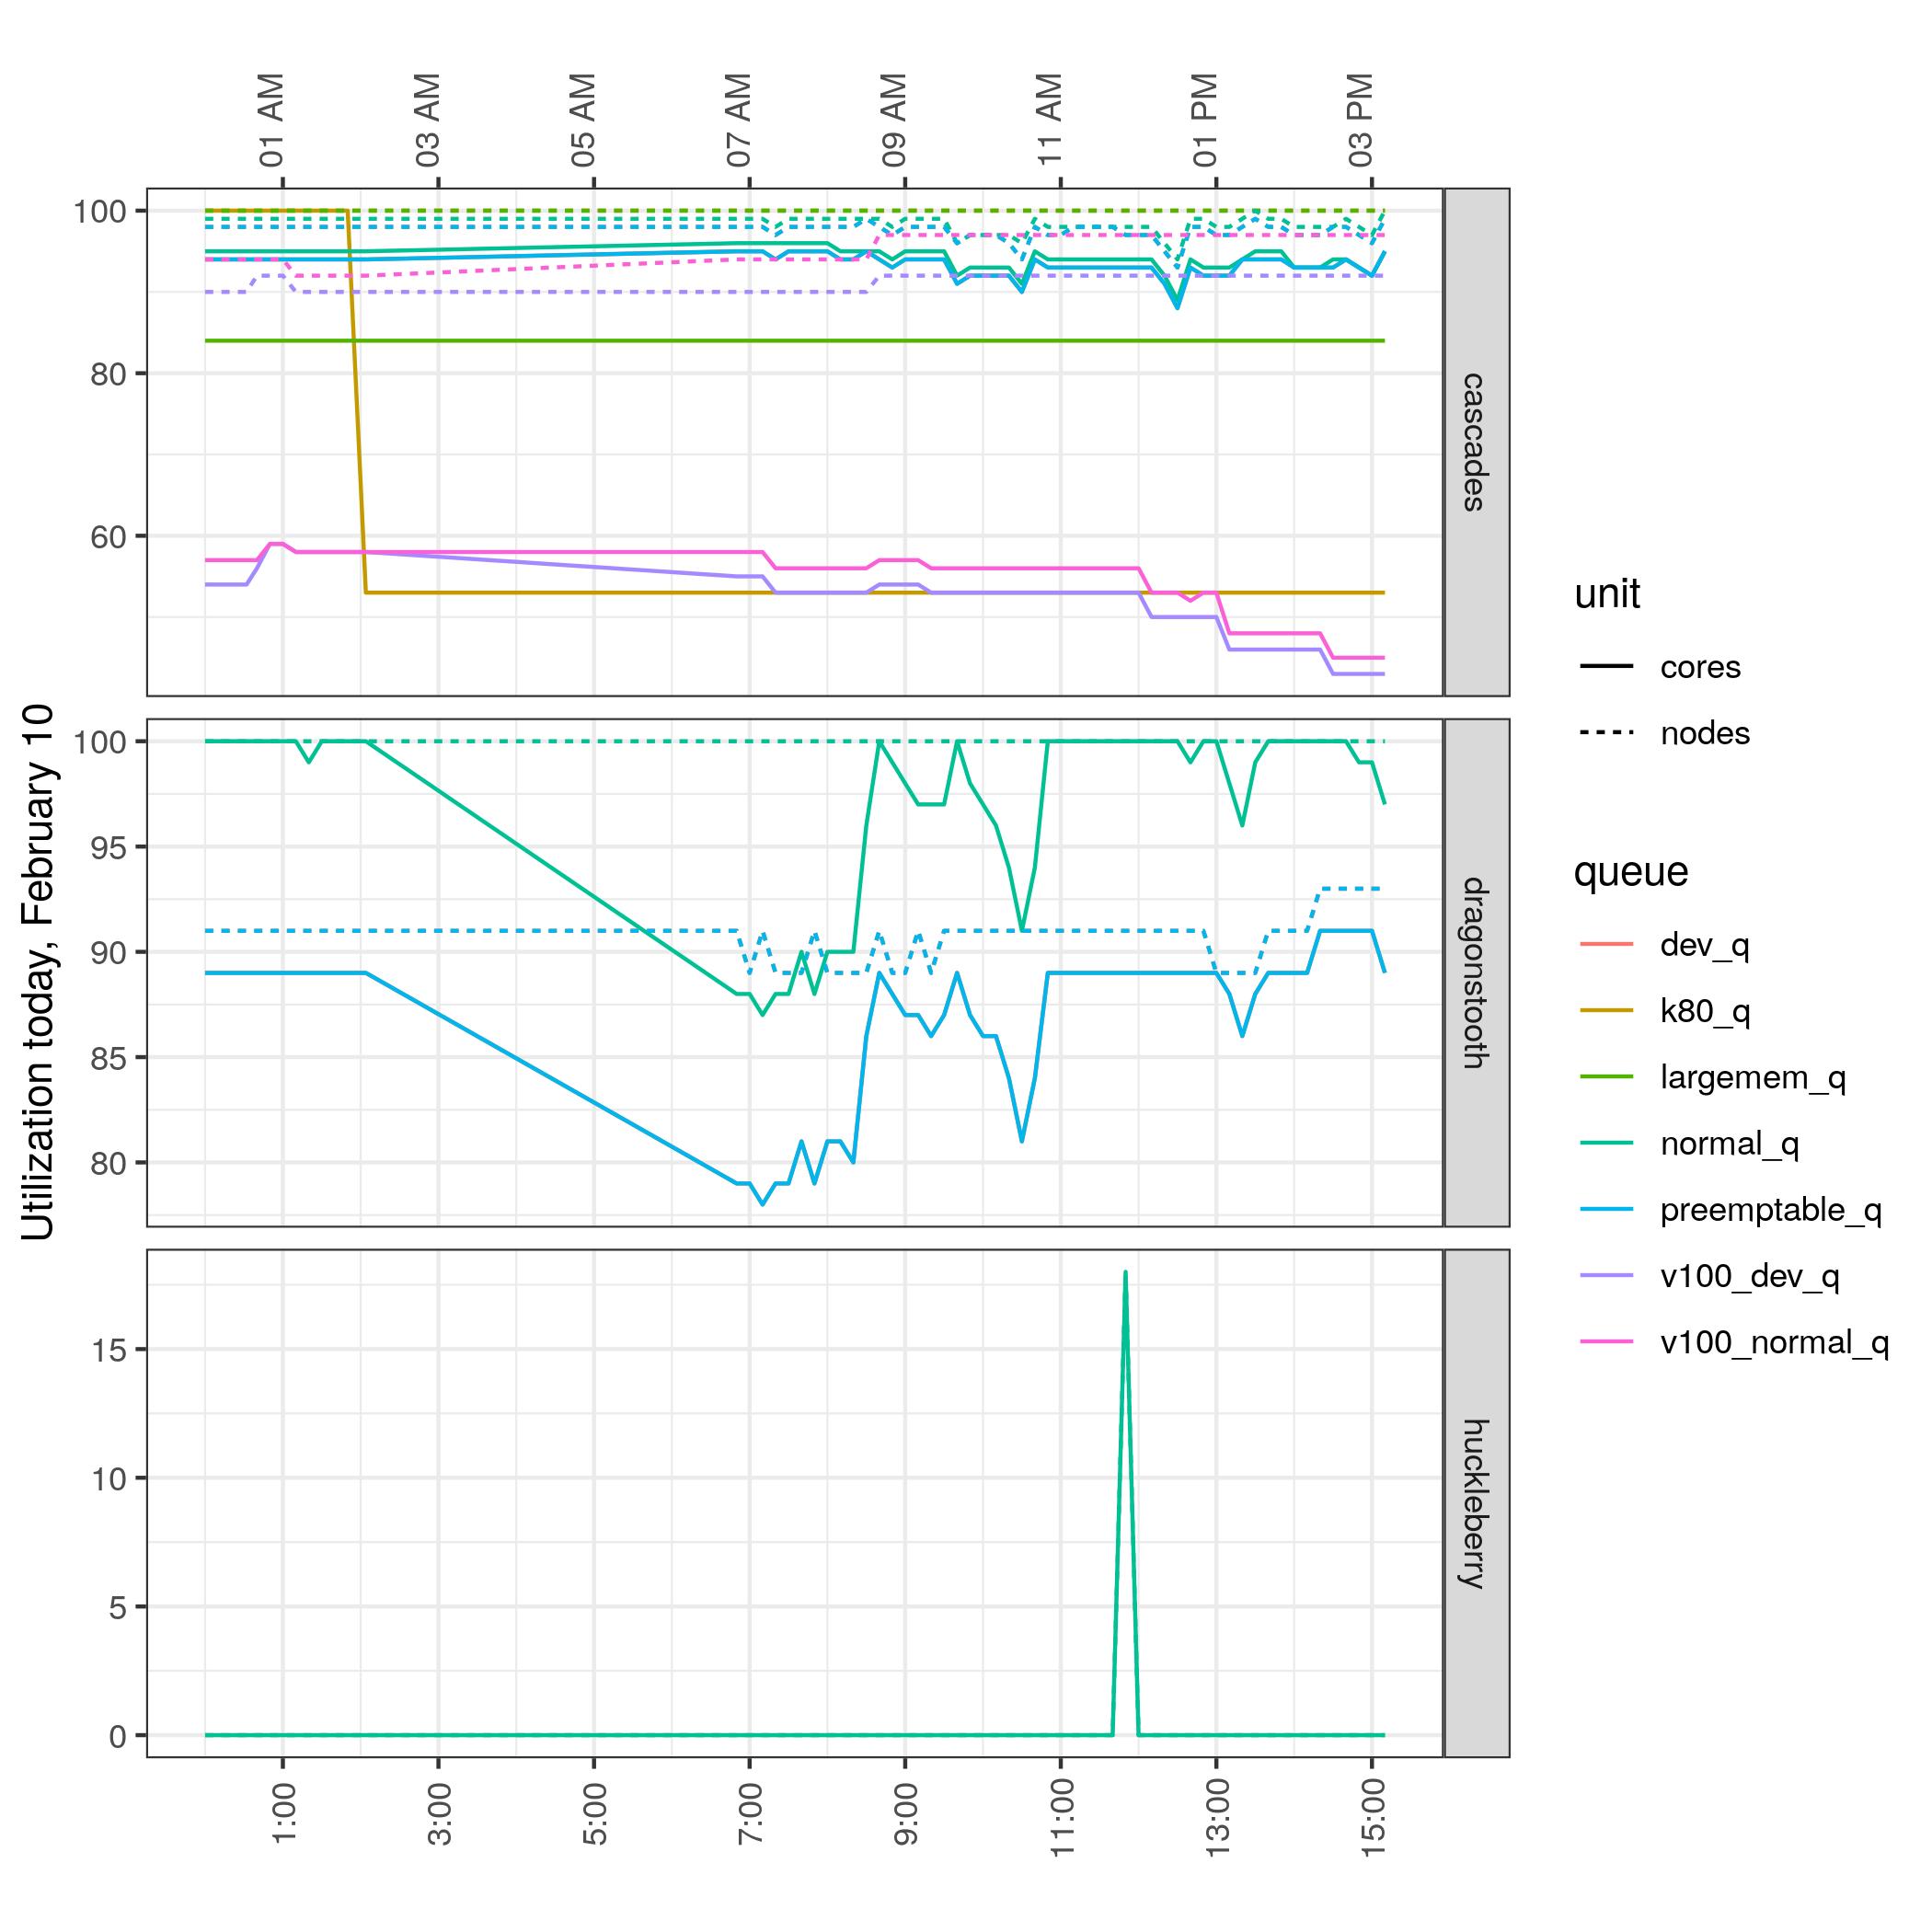 01 AM
03 AM
05 AM
07 AM
09 AM
11 AM
01 PM
03 PM
Utilization today, February 10
100
80
60
cascades
100
95
90
85
80
dragonstooth
15
10
5
0
huckleberry
1:00
3:00
5:00
7:00
9:00
11:00
13:00
15:00
unit
cores
nodes
queue
dev_q
k80_q
largemem_q
normal_q
preemptable_q
v100_dev_q
v100_normal_q